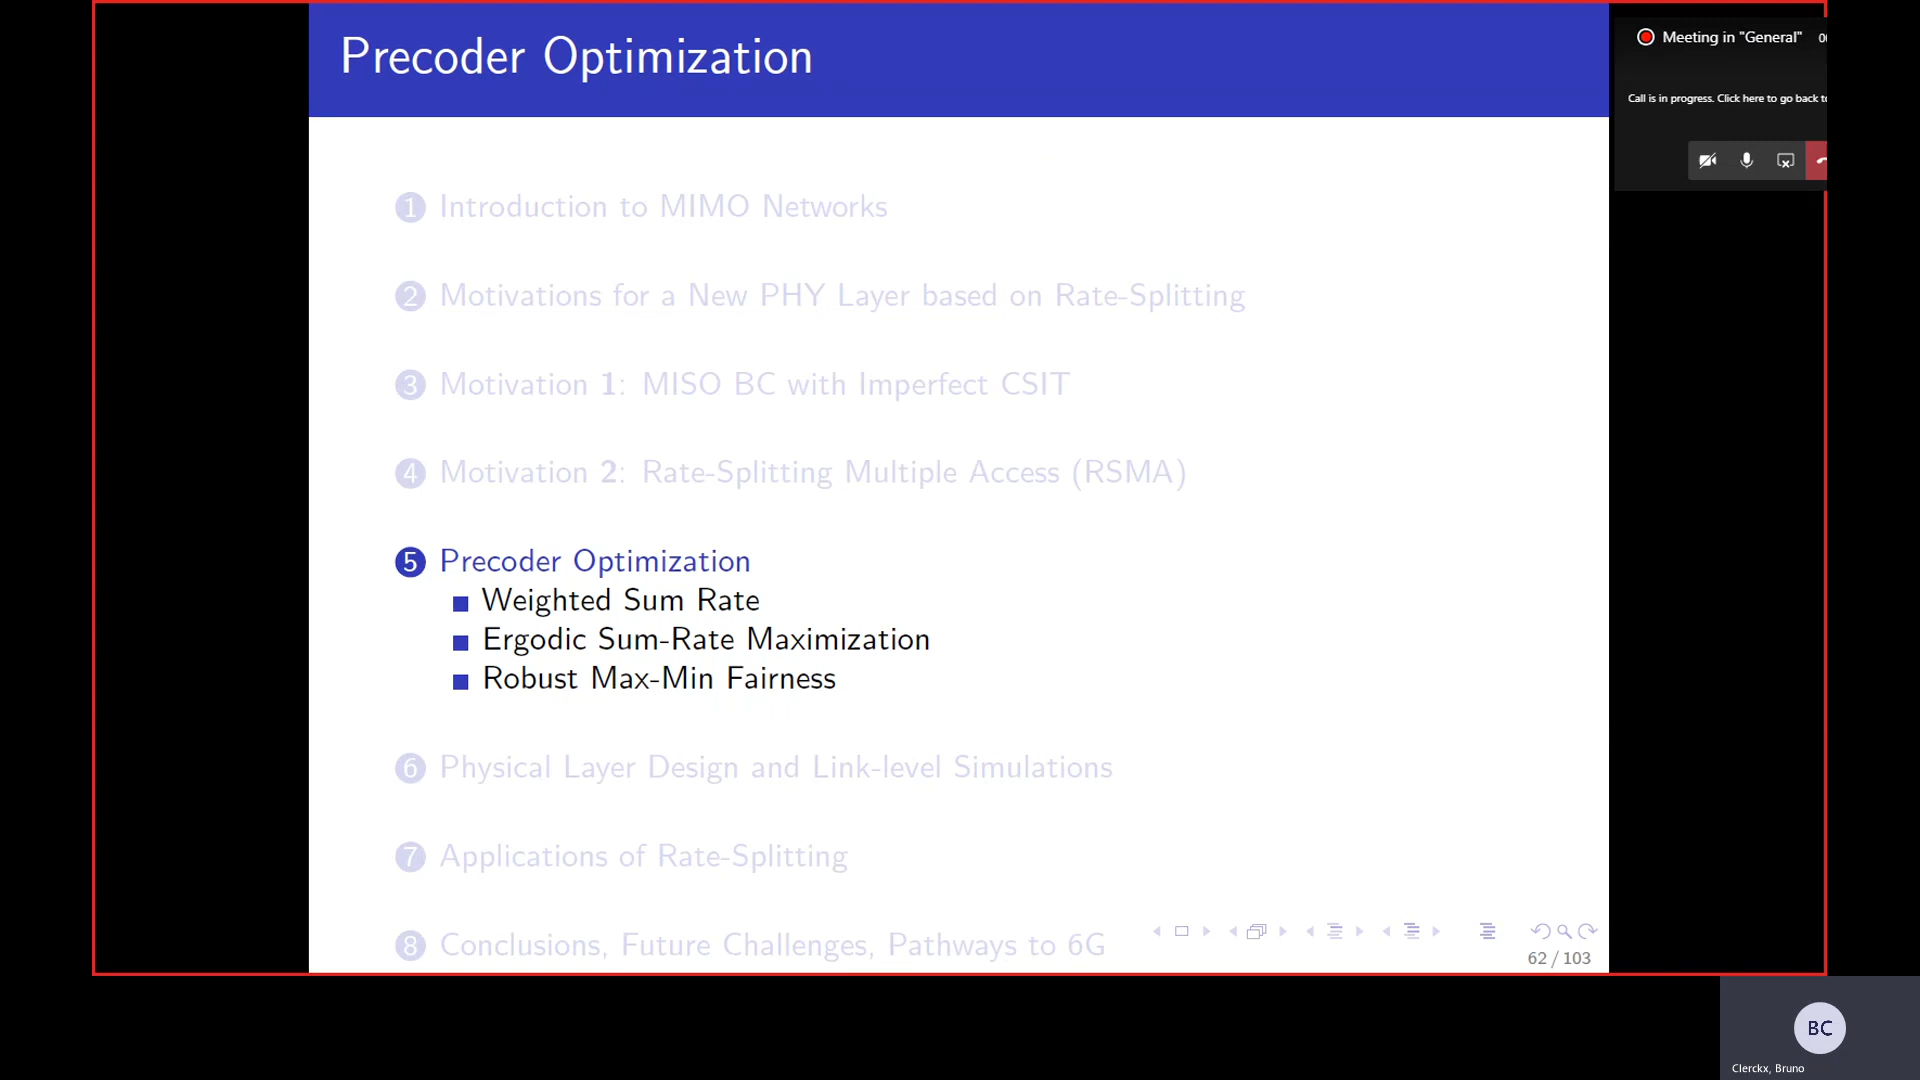 Precoder Optimization
Meeting in "General"
Call is in progress. Click here to go back
1 Introduction to MIMO Networks
2 Motivations for a New PHY Layer based on Rate-Splitting
3 Motivation 1: MISO BC with Imperfect CSIT
4 Motivation 2: Rate-Splitting Multiple Access (RSMA)
5 Precoder Optimization
Weighted Sum Rate
Ergodic Sum-Rate Maximization
Robust Max-Min Fairness
6 Physical Layer Design and Link-level Simulations
7 Applications of Rate-Splitting
8 Conclusions, Future Challenges, Pathways to 6G
62 / 103
BC
Clerckx, Bruno